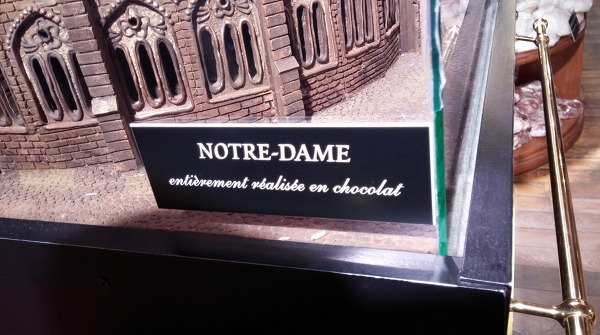 NOTRE-DAME
entièrement réalisée en chocolat